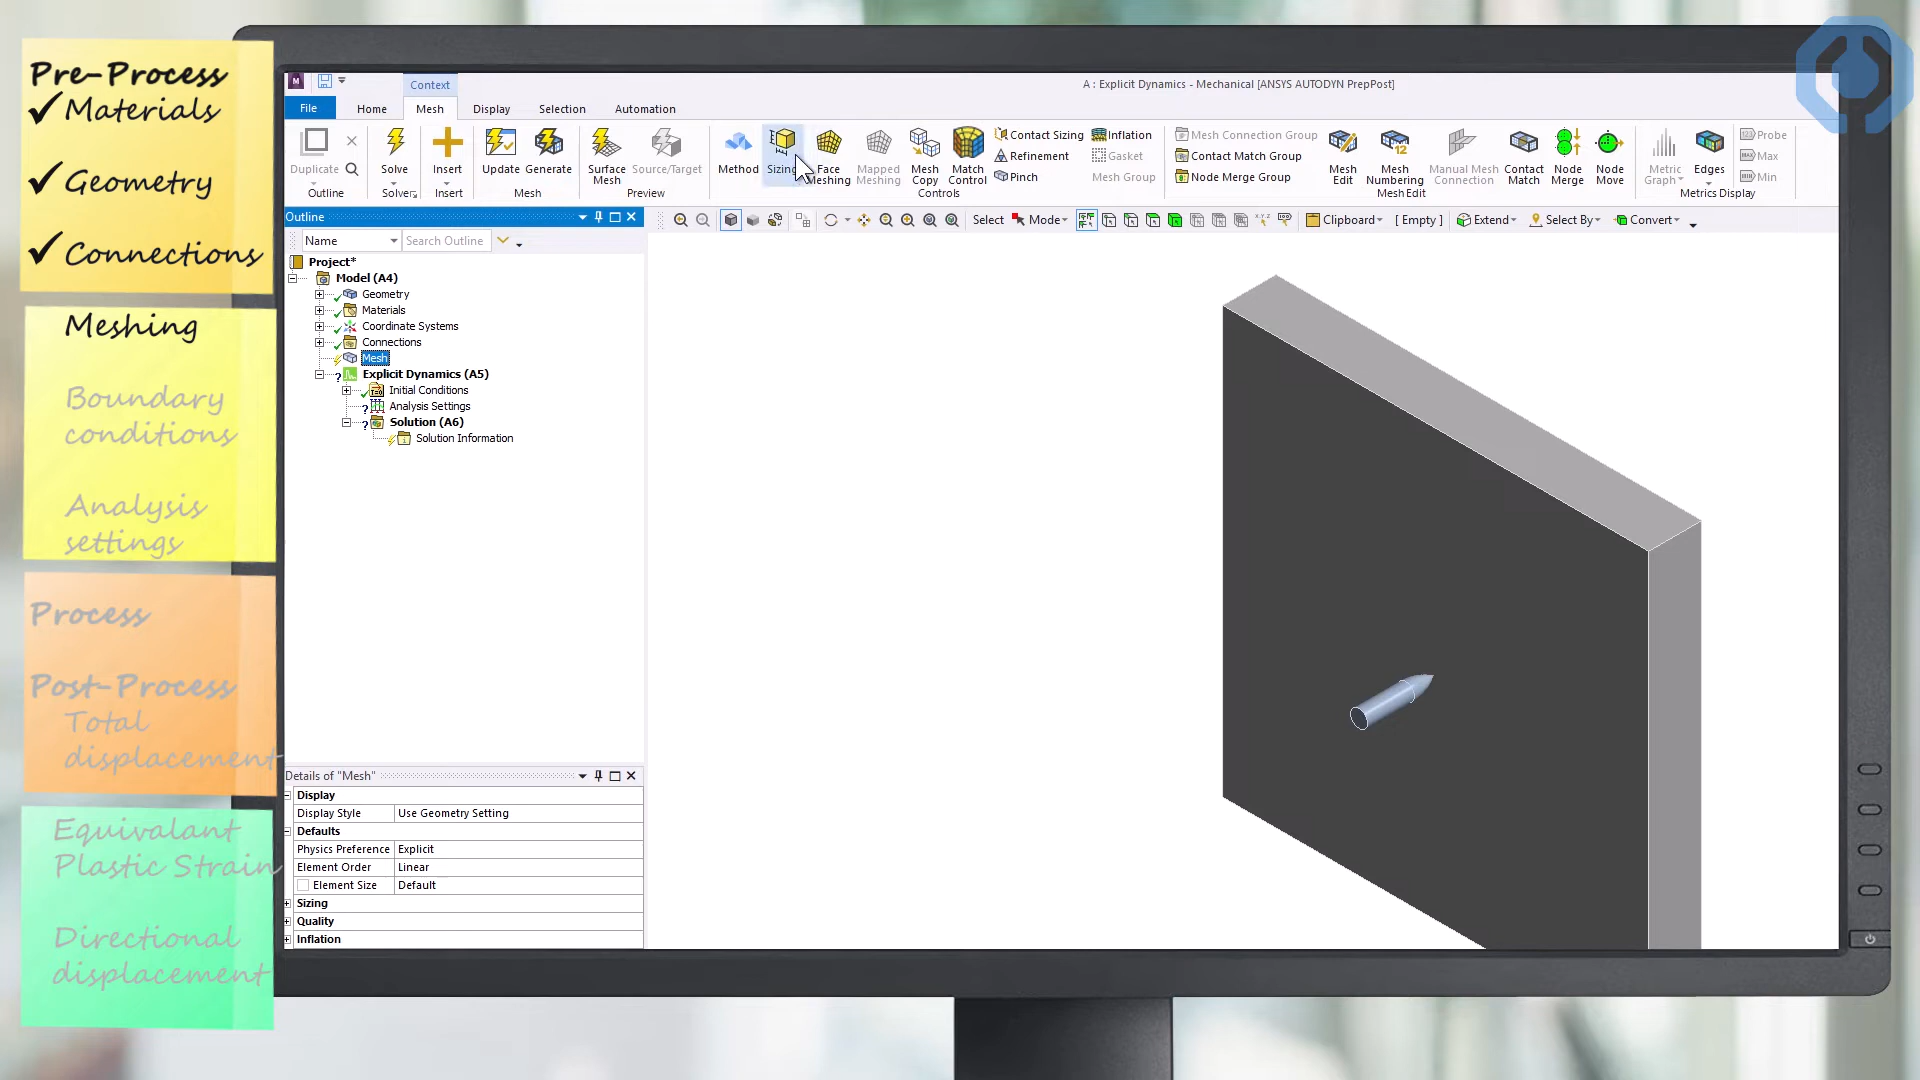 Pre-Process
Materials
Geometry
Connections
Meshing
Boundary
conditions
Analysis
settings
Process
Post-Process
Total
displacement
Equivalant
Plastic Strain
Directional
displacement
Context
A : Explicit Dynamics - Mechanical [ANSYS AUTODYN PrepPost]
File Home Mesh Display Selection Automation
Duplicate
Outline
Solve
Solver
Insert
Insert
Update Generate
Mesh
Surface Mesh Source/Target
Preview
Method Sizing Face Meshing Mapped Meshing Mesh Copy Match Control
Contact Sizing Inflation
Refinement Gasket
Pinch Mesh Group
Controls
Mesh Connection Group
Contact Match Group
Node Merge Group
Mesh Edit Mesh Numbering Manual Mesh Connection Contact Match Node Merge Node Move
Mesh Edit
Metric Graph Edges Probe
Max
Min
Metrics Display
Select Mode Clipboard [ Empty ] Extend Select By Convert
Outline
Name Search Outline
Project*
Model (A4)
Geometry
Materials
Coordinate Systems
Connections
Mesh
Explicit Dynamics (A5)
Initial Conditions
Analysis Settings
Solution (A6)
Solution Information
Details of "Mesh"
Display
Display Style Use Geometry Setting
Defaults
Physics Preference Explicit
Element Order Linear
Element Size Default
Sizing
Quality
Inflation